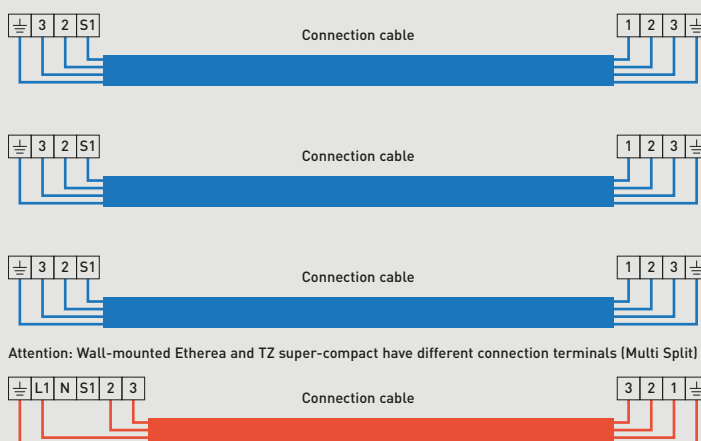 ⏚ 3 2 S1 Connection cable 1 2 3 ⏚
⏚ 3 2 S1 Connection cable 1 2 3 ⏚
⏚ 3 2 S1 Connection cable 1 2 3 ⏚
Attention: Wall-mounted Etherea and TZ super-compact have different connection terminals (Multi Split)
⏚ L1 N S1 2 3 Connection cable 3 2 1 ⏚